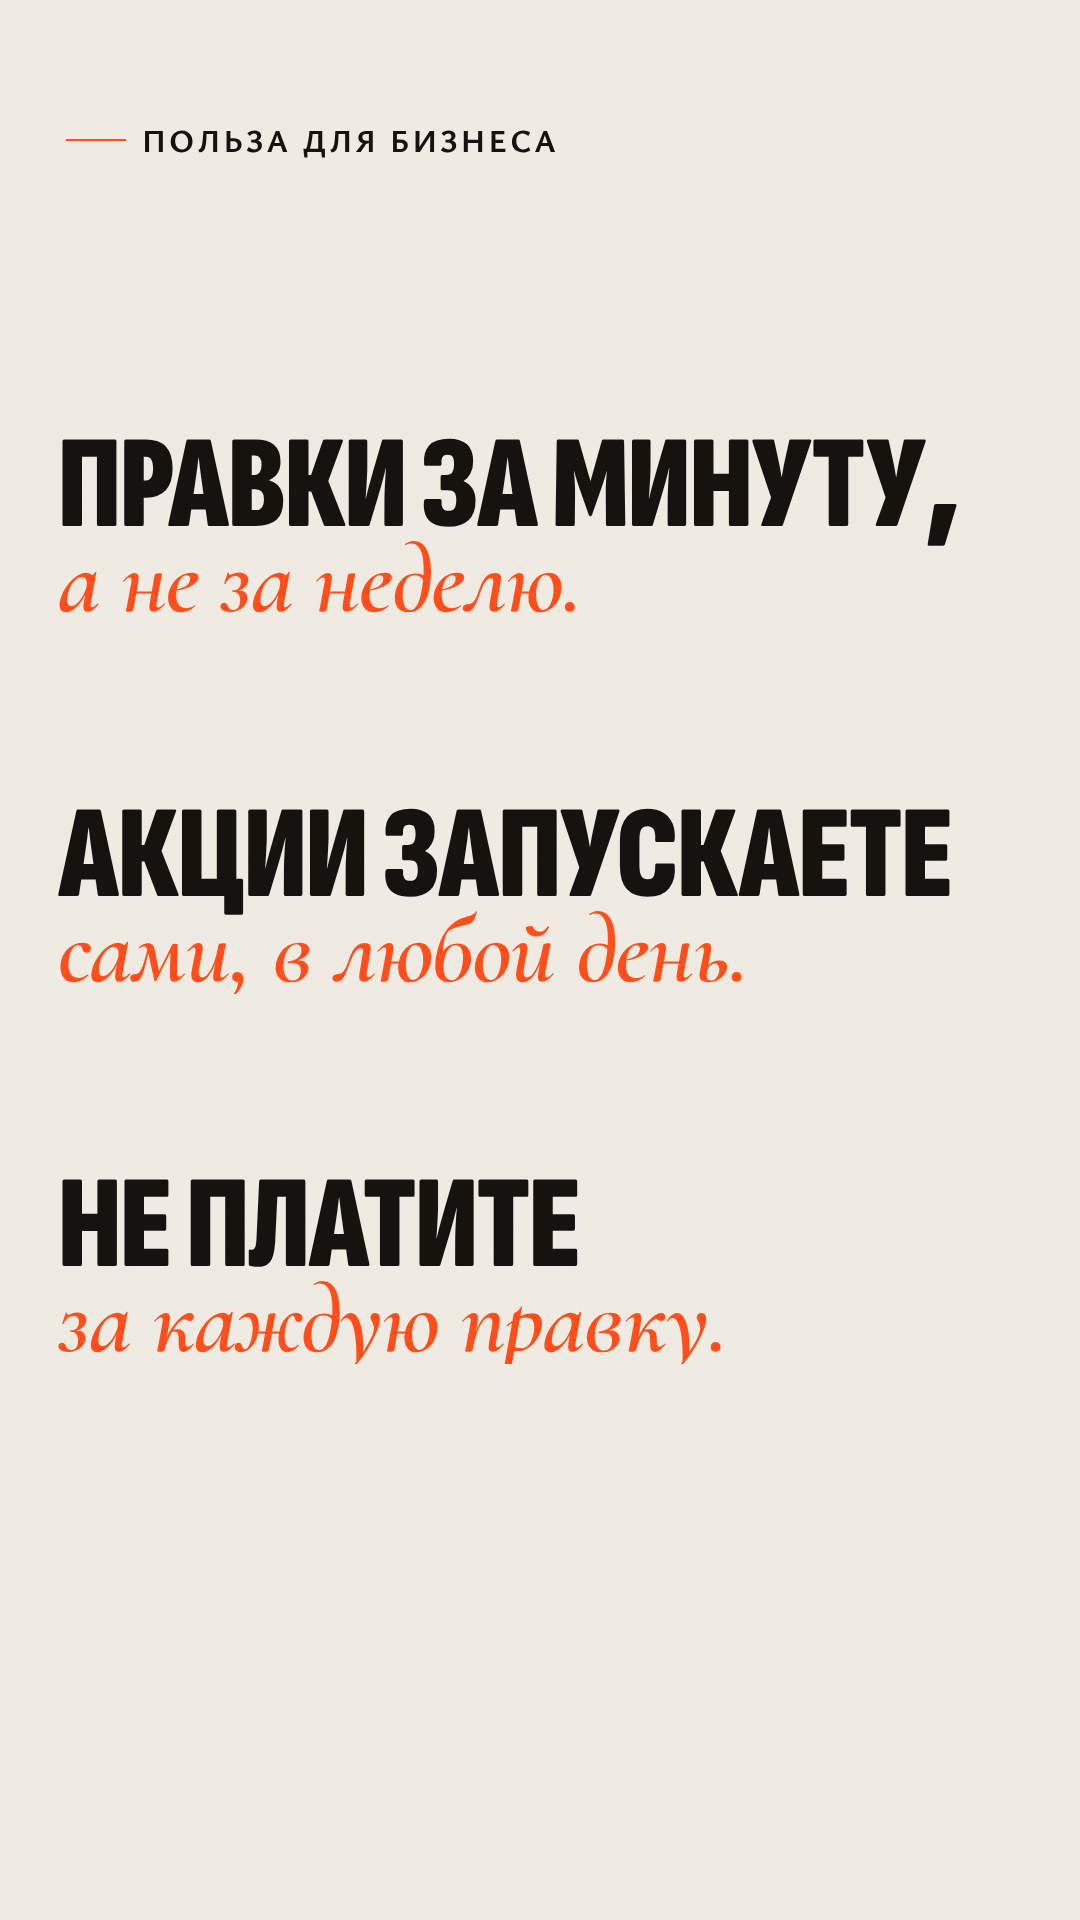 ПОЛЬЗА ДЛЯ БИЗНЕСА
ПРАВКИ ЗА МИНУТУ,
а не за неделю.
АКЦИИ ЗАПУСКАЕТЕ
сами, в любой день.
НЕ ПЛАТИТЕ
за каждую правку.